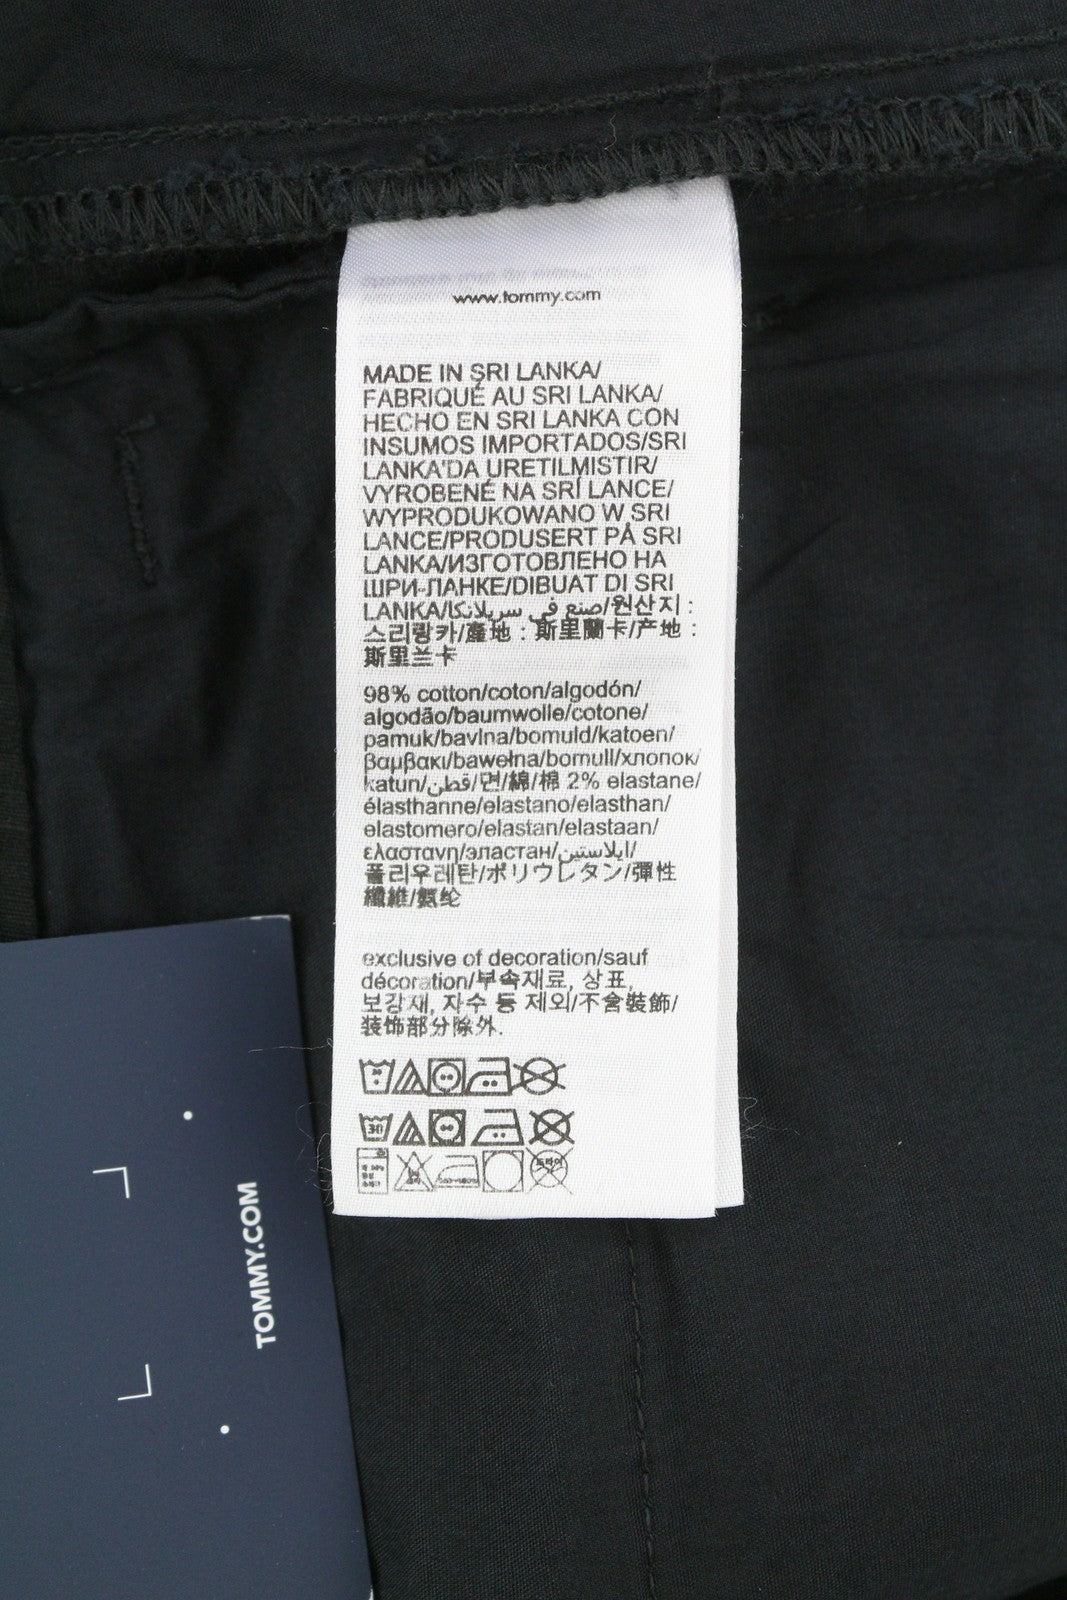 www.tommy.com
MADE IN SRI LANKA/
FABRIQUÉ AU SRI LANKA/
HECHO EN SRI LANKA CON
INSUMOS IMPORTADOS/SRI
LANKA'DA ÜRETILMISTIR/
VYROBENÉ NA SRÍ LANCE/
WYPRODUKOWANO W SRI
LANCE/PRODUSERT PÅ SRI
LANKA/ИЗГОТОВЛЕНО НА
ШРИ-ЛАНКЕ/DIBUAT DI SRI
LANKA/صنع في سريلانكا/원산지 :
스리랑카/產地 : 斯里蘭卡/产地 :
斯里兰卡
98% cotton/coton/algodón/
algodão/baumwolle/cotone/
pamuk/bavlna/bomuld/katoen/
βαμβακι/bawełna/bomull/хлопок/
katun/قطن/면/綿/棉 2% elastane/
élasthanne/elastano/elasthan/
elastomero/elastan/elastaan/
ελαστανη/эластан/ايلاستين/
폴리우레탄/ポリウレタン/彈性
纖維/氨纶
exclusive of decoration/sauf
décoration/부속재료, 상표,
보강재, 자수 등 제외/不含裝飾/
装饰部分除外.
30
드라이
TOMMY.COM